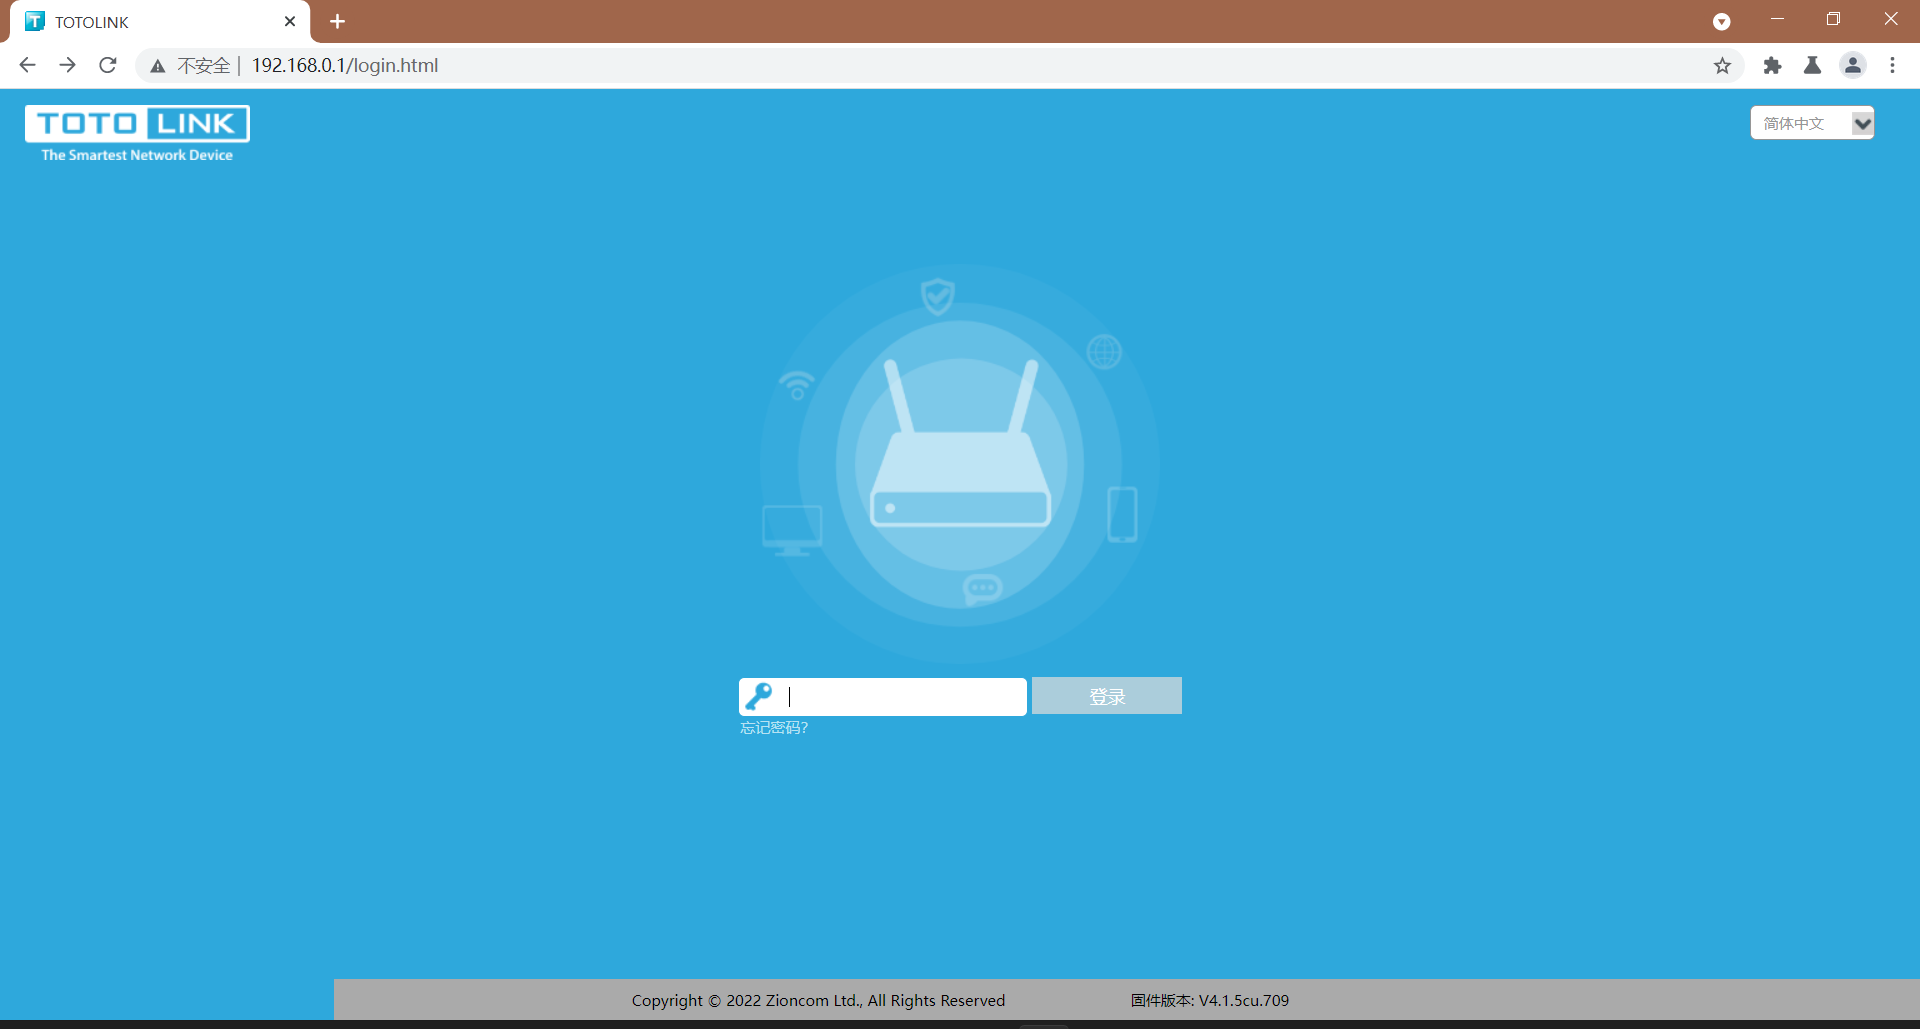 TOTOLINK
不安全 | 192.168.0.1/login.html
TOTO LINK
The Smartest Network Device
简体中文
登录
忘记密码?
Copyright © 2022 Zioncom Ltd., All Rights Reserved
固件版本: V4.1.5cu.709